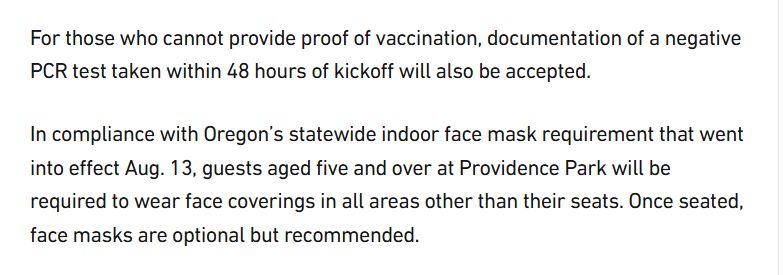 For those who cannot provide proof of vaccination, documentation of a negative
PCR test taken within 48 hours of kickoff will also be accepted.
In compliance with Oregon’s statewide indoor face mask requirement that went
into effect Aug. 13, guests aged five and over at Providence Park will be
required to wear face coverings in all areas other than their seats. Once seated,
face masks are optional but recommended.